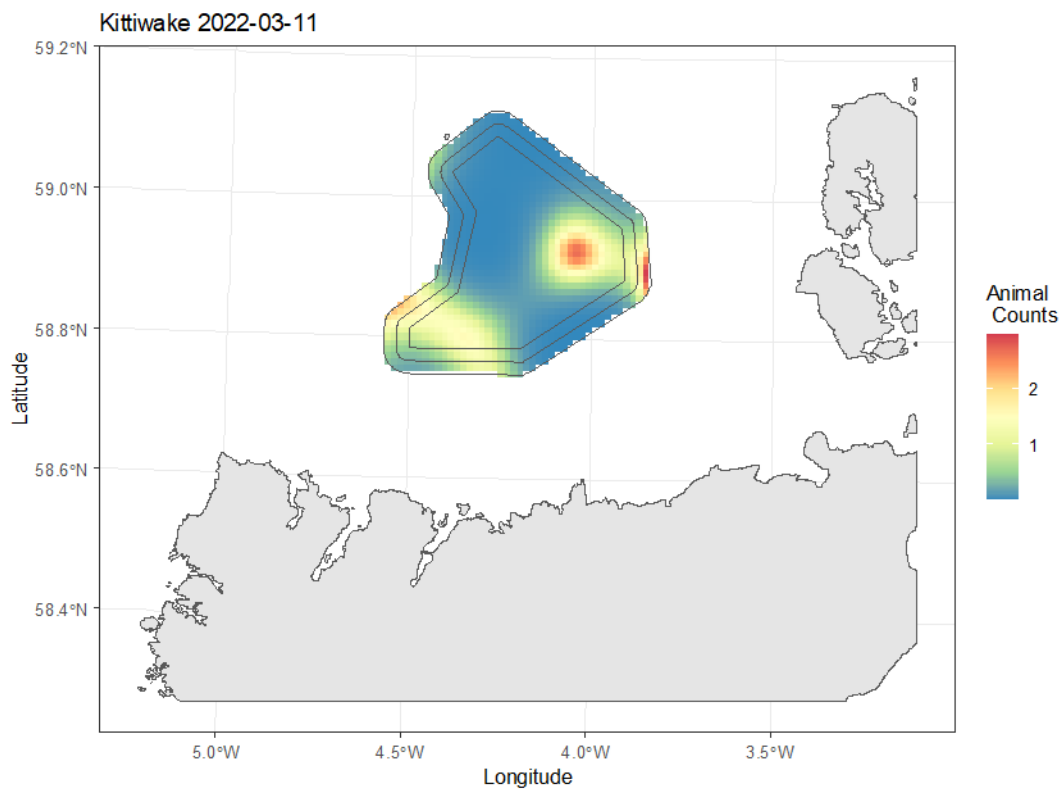 Kittiwake 2022-03-11
59.2°N
59.0°N
58.8°N
58.6°N
58.4°N
Latitude
5.0°W
4.5°W
4.0°W
3.5°W
Longitude
Animal
Counts
2
1